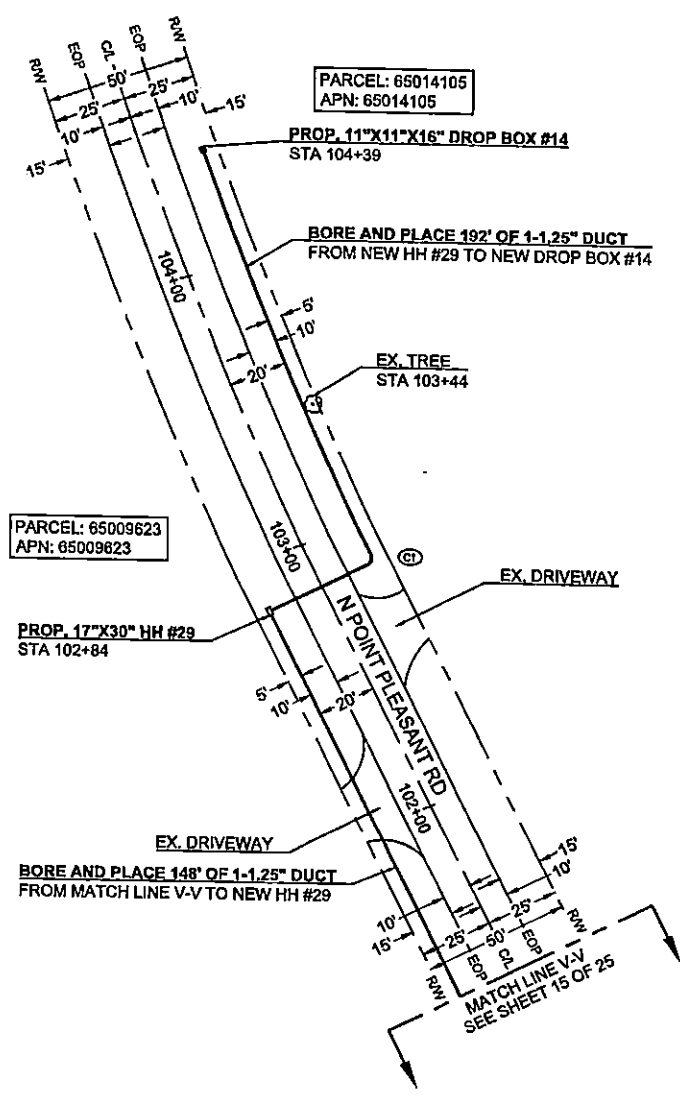 R/W
EOP
C/L
EOP
R/W
50'
25'
25'
10'
10'
15'
15'
PARCEL: 65014105
APN: 65014105
PROP. 11"X11"X16" DROP BOX #14
STA 104+39
BORE AND PLACE 192' OF 1-1.25" DUCT
FROM NEW HH #29 TO NEW DROP BOX #14
104+00
5'
10'
20'
EX. TREE
STA 103+44
PARCEL: 65009623
APN: 65009623
103+00
C1
EX. DRIVEWAY
PROP. 17"X30" HH #29
STA 102+84
N POINT PLEASANT RD
5'
10'
20'
102+00
EX. DRIVEWAY
BORE AND PLACE 148' OF 1-1.25" DUCT
FROM MATCH LINE V-V TO NEW HH #29
15'
10'
10'
15'
25'
25'
50'
R/W
EOP
C/L
EOP
R/W
MATCH LINE V-V
SEE SHEET 15 OF 25